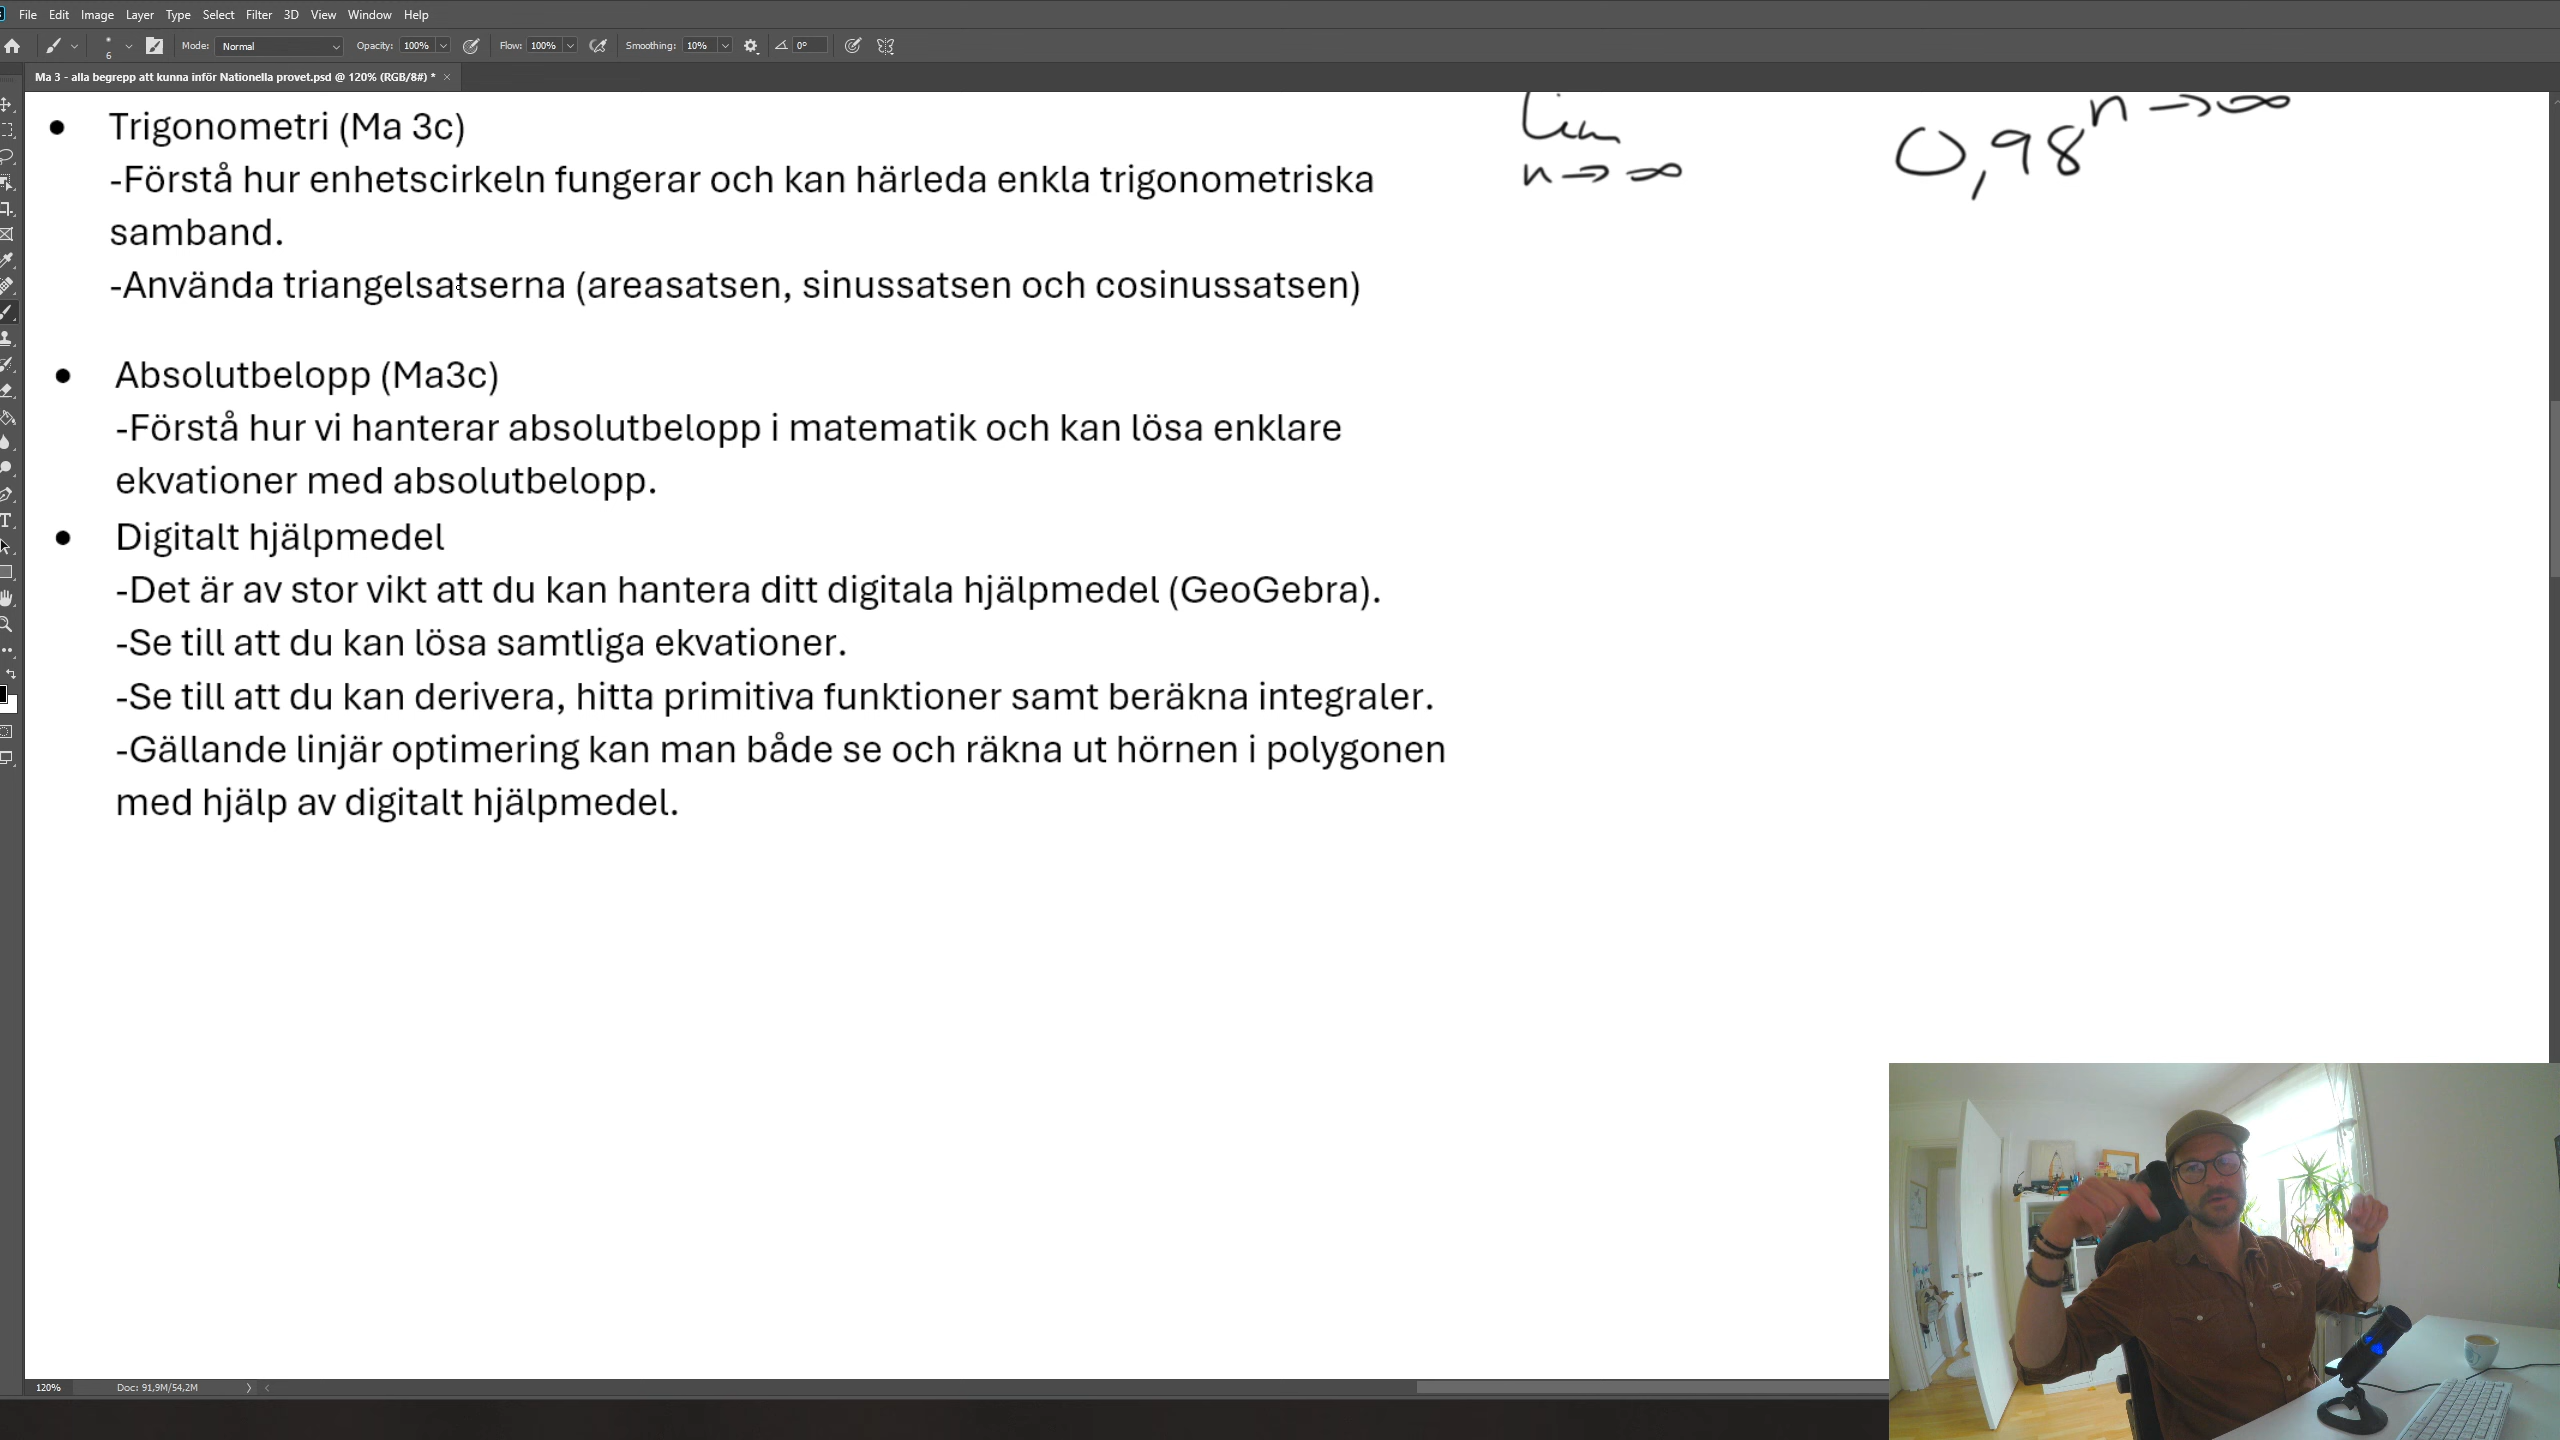 File Edit Image Layer Type Select Filter 3D View Window Help
6 Mode: Normal Opacity: 100% Flow: 100% Smoothing: 10% 0°
Ma 3 - alla begrepp att kunna inför Nationella provet.psd @ 120% (RGB/8#) * ×
• Trigonometri (Ma 3c)
-Förstå hur enhetscirkeln fungerar och kan härleda enkla trigonometriska
samband.
-Använda triangelsatserna (areasatsen, sinussatsen och cosinussatsen)
• Absolutbelopp (Ma3c)
-Förstå hur vi hanterar absolutbelopp i matematik och kan lösa enklare
ekvationer med absolutbelopp.
• Digitalt hjälpmedel
-Det är av stor vikt att du kan hantera ditt digitala hjälpmedel (GeoGebra).
-Se till att du kan lösa samtliga ekvationer.
-Se till att du kan derivera, hitta primitiva funktioner samt beräkna integraler.
-Gällande linjär optimering kan man både se och räkna ut hörnen i polygonen
med hjälp av digitalt hjälpmedel.
lim
n → ∞
0,98^n → ∞
120% Doc: 91,9M/54,2M